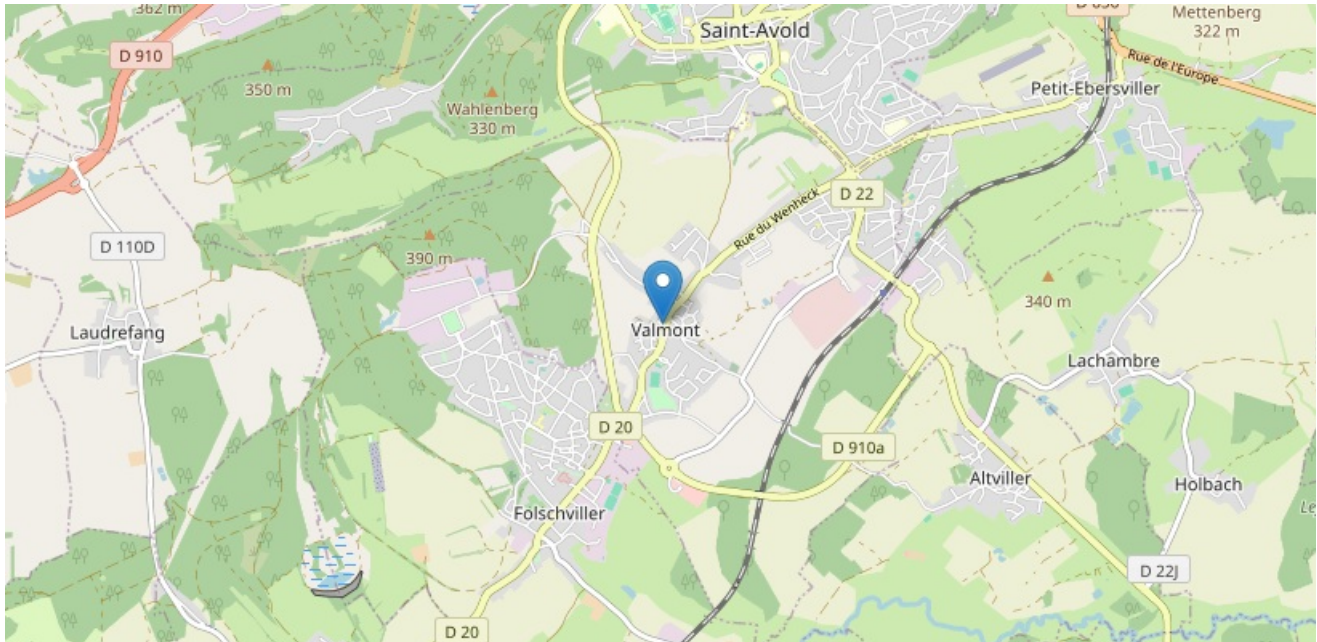 362 m
D 910
350 m
Wahlenberg
330 m
Saint-Avold
Mettenberg
322 m
Rue de l'Europe
Petit-Ebersviller
D 22
Rue du Wenheck
D 110D
390 m
340 m
Laudrefang
Valmont
Lachambre
D 20
D 910a
Altviller
Holbach
Folschviller
D 22J
D 20